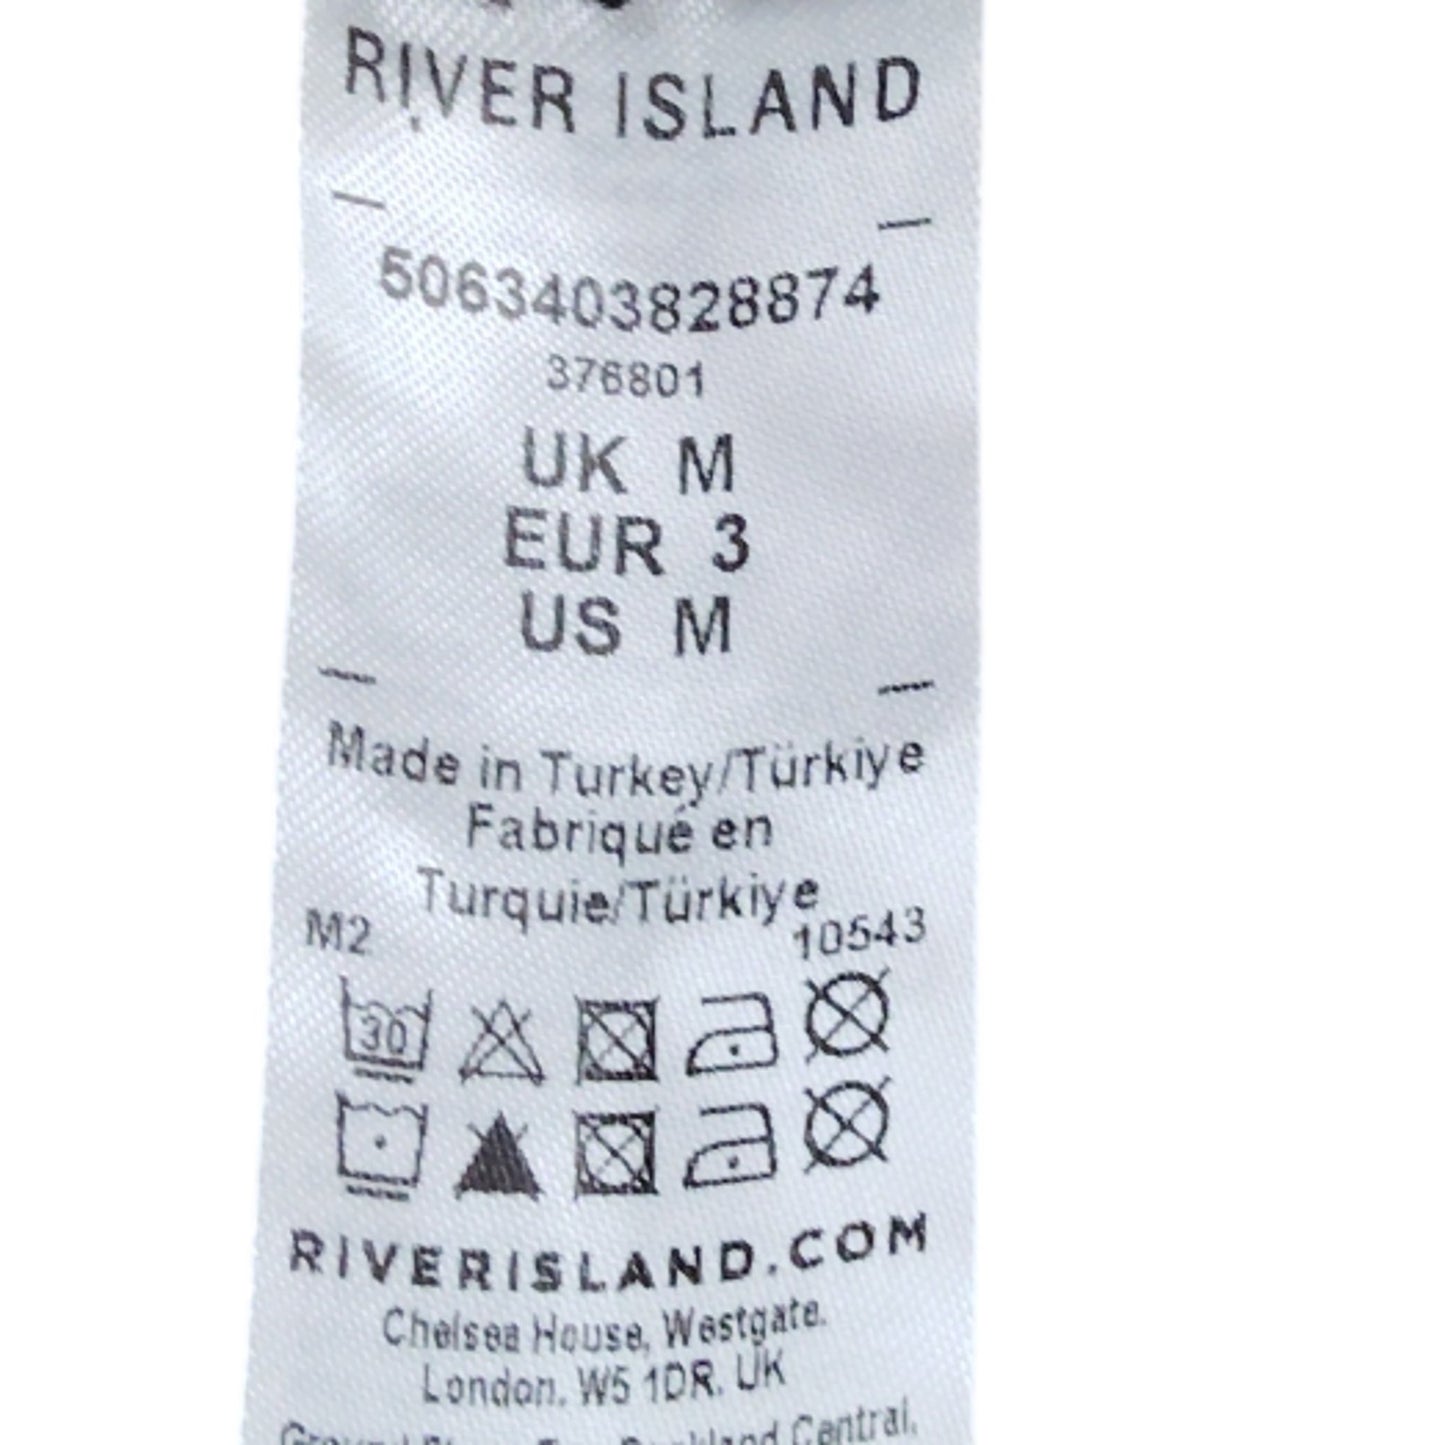 RIVER ISLAND
5063403828874
376801
UK M
EUR 3
US M
Made in Turkey/Türkiye
Fabriqué en
Turquie/Türkiye
M2 10543
30
RIVERISLAND.COM
Chelsea House, Westgate,
London, W5 1DR, UK
Central,